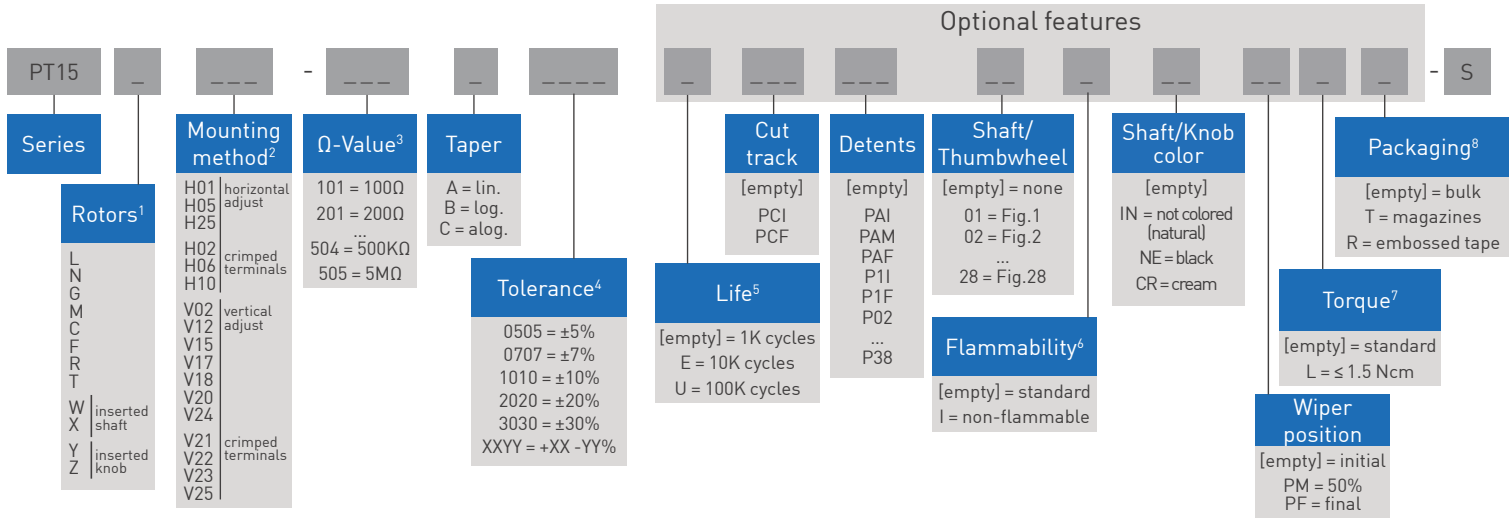 Optional features
PT15 _ _ _ _ - _ _ _ _ _ _ _ _ _ _ _ _ _ _ _ _ _ _ _ _ _ _ _ _ - S
Series
Rotors1
L
N
G
M
C
F
R
T
W
X
inserted
shaft
Y
Z
inserted
knob
Mounting
method2
H01
H05
H25
horizontal
adjust
H02
H06
H10
crimped
terminals
V02
V12
V15
V17
V18
V20
V24
vertical
adjust
V21
V22
V23
V25
crimped
terminals
Ω-Value3
101 = 100Ω
201 = 200Ω
...
504 = 500KΩ
505 = 5MΩ
Taper
A = lin.
B = log.
C = alog.
Tolerance4
0505 = ±5%
0707 = ±7%
1010 = ±10%
2020 = ±20%
3030 = ±30%
XXYY = +XX -YY%
Life5
[empty] = 1K cycles
E = 10K cycles
U = 100K cycles
Cut
track
[empty]
PCI
PCF
Detents
[empty]
PAI
PAM
PAF
P1I
P1F
P02
...
P38
Shaft/
Thumbwheel
[empty] = none
01 = Fig.1
02 = Fig.2
...
28 = Fig.28
Flammability6
[empty] = standard
I = non-flammable
Shaft/Knob
color
[empty]
IN = not colored
(natural)
NE = black
CR = cream
Wiper
position
[empty] = initial
PM = 50%
PF = final
Torque7
[empty] = standard
L = ≤ 1.5 Ncm
Packaging8
[empty] = bulk
T = magazines
R = embossed tape